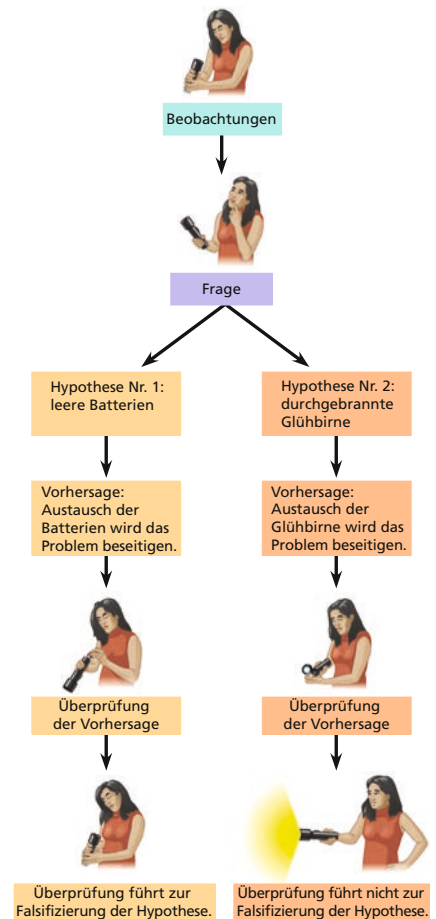 Beobachtungen
Frage
Hypothese Nr. 1:
leere Batterien
Hypothese Nr. 2:
durchgebrannte
Glühbirne
Vorhersage:
Austausch der
Batterien wird das
Problem beseitigen.
Vorhersage:
Austausch der
Glühbirne wird das
Problem beseitigen.
Überprüfung
der Vorhersage
Überprüfung
der Vorhersage
Überprüfung führt zur
Falsifizierung der Hypothese.
Überprüfung führt nicht zur
Falsifizierung der Hypothese.